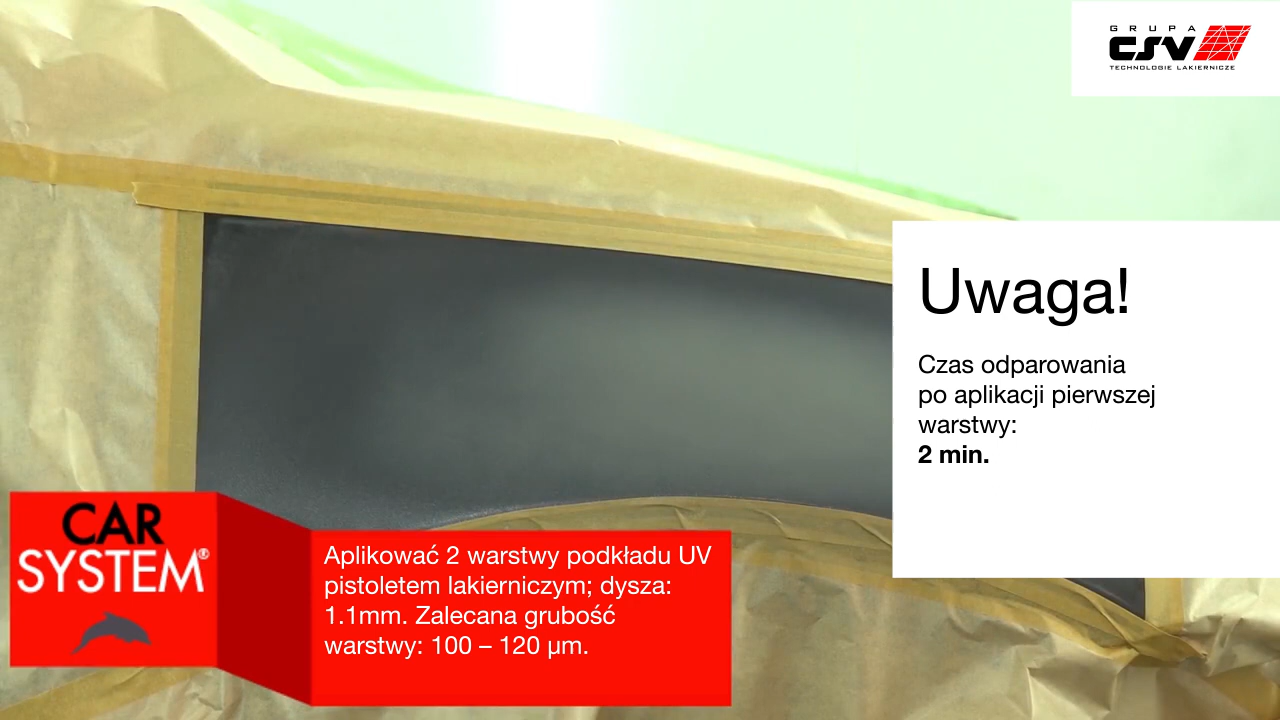 GRUPA
CSV
TECHNOLOGIE LAKIERNICZE
Uwaga!
Czas odparowania
po aplikacji pierwszej
warstwy:
2 min.
CAR
SYSTEM®
Aplikować 2 warstwy podkładu UV
pistoletem lakierniczym; dysza:
1.1mm. Zalecana grubość
warstwy: 100 – 120 μm.